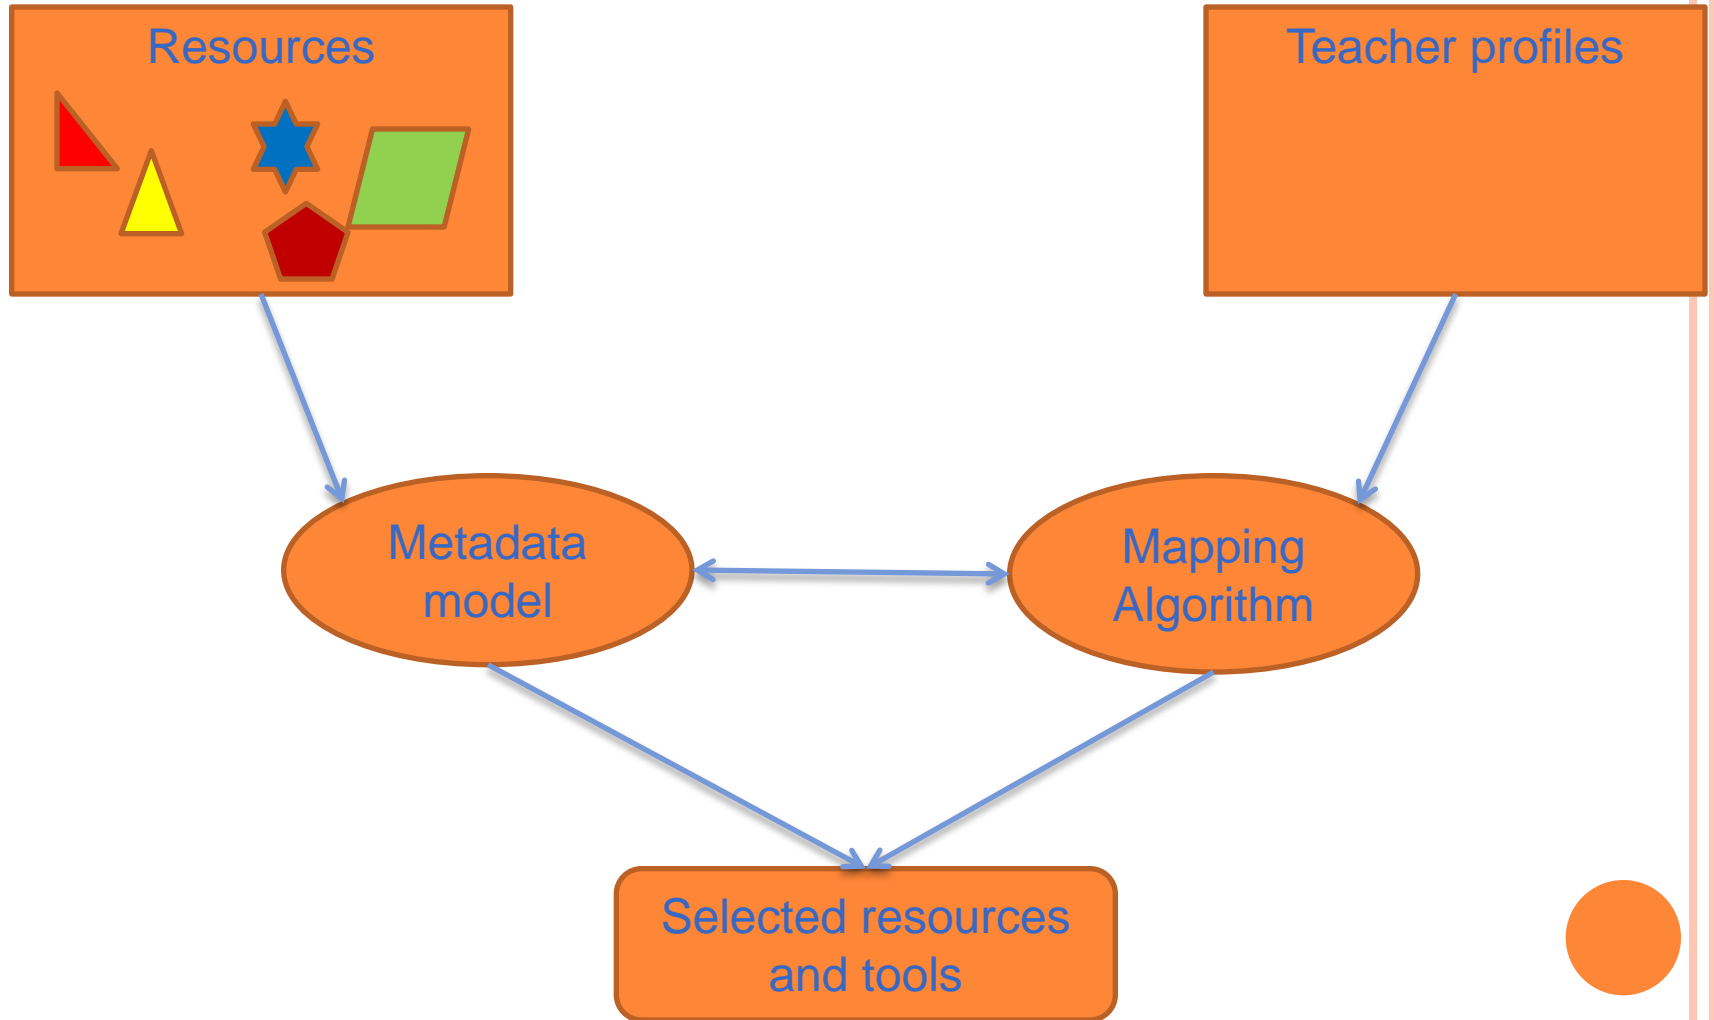 Resources
Teacher profiles
Metadata
model
Mapping
Algorithm
Selected resources
and tools